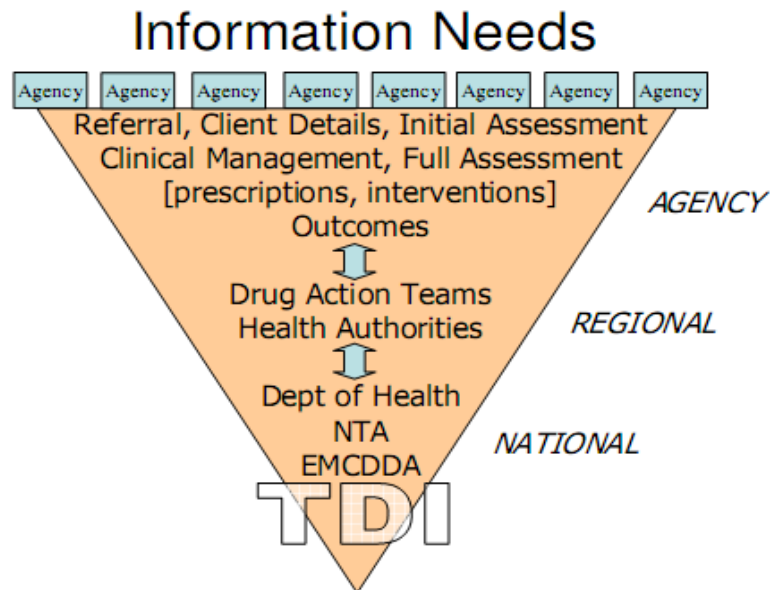 Information Needs
Agency Agency Agency Agency Agency Agency Agency Agency
Referral, Client Details, Initial Assessment
Clinical Management, Full Assessment
[prescriptions, interventions]
AGENCY
Outcomes
Drug Action Teams
REGIONAL
Health Authorities
Dept of Health
NTA
NATIONAL
EMCDDA
TDI